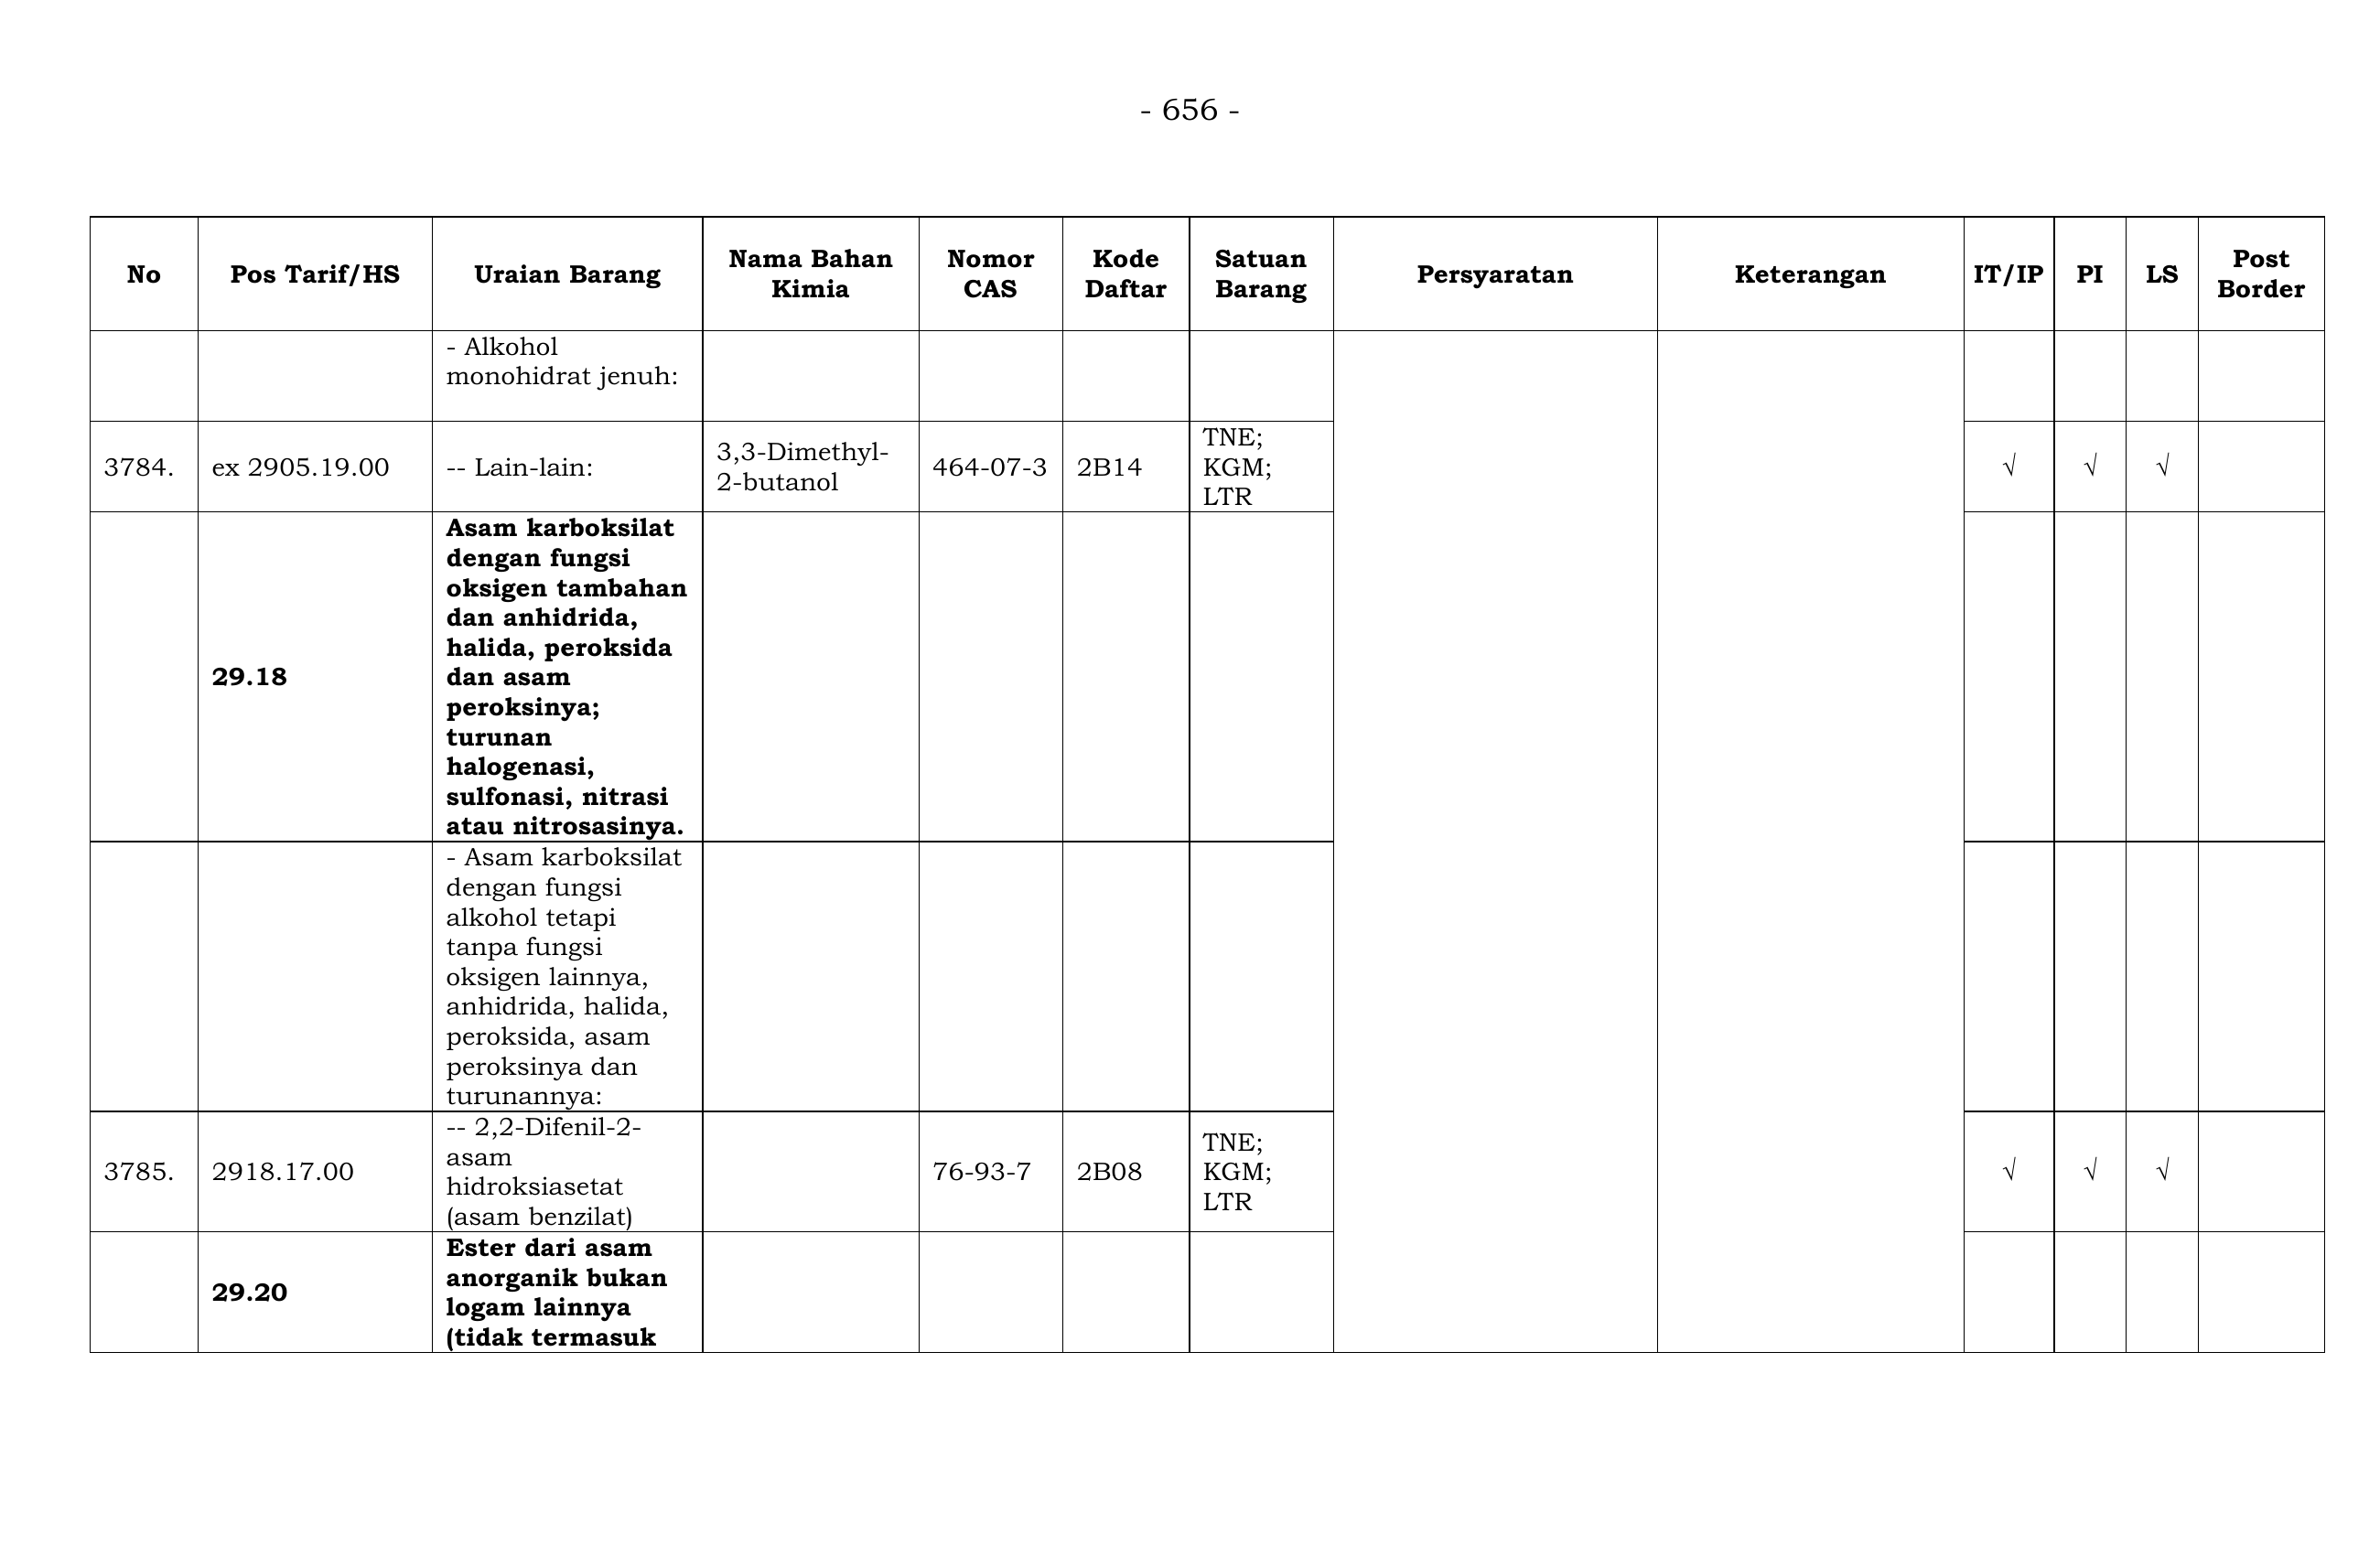 - 656 -
No
Pos Tarif/HS
Uraian Barang
Nama Bahan
Kimia
Nomor
CAS
Kode
Daftar
Satuan
Barang
Persyaratan
Keterangan
IT/IP
PI
LS
Post
Border
- Alkohol
monohidrat jenuh:
3784.
ex 2905.19.00
-- Lain-lain:
3,3-Dimethyl-
2-butanol
464-07-3
2B14
TNE;
KGM;
LTR
√
√
√
29.18
Asam karboksilat
dengan fungsi
oksigen tambahan
dan anhidrida,
halida, peroksida
dan asam
peroksinya;
turunan
halogenasi,
sulfonasi, nitrasi
atau nitrosasinya.
- Asam karboksilat
dengan fungsi
alkohol tetapi
tanpa fungsi
oksigen lainnya,
anhidrida, halida,
peroksida, asam
peroksinya dan
turunannya:
3785.
2918.17.00
-- 2,2-Difenil-2-
asam
hidroksiasetat
(asam benzilat)
76-93-7
2B08
TNE;
KGM;
LTR
√
√
√
29.20
Ester dari asam
anorganik bukan
logam lainnya
(tidak termasuk